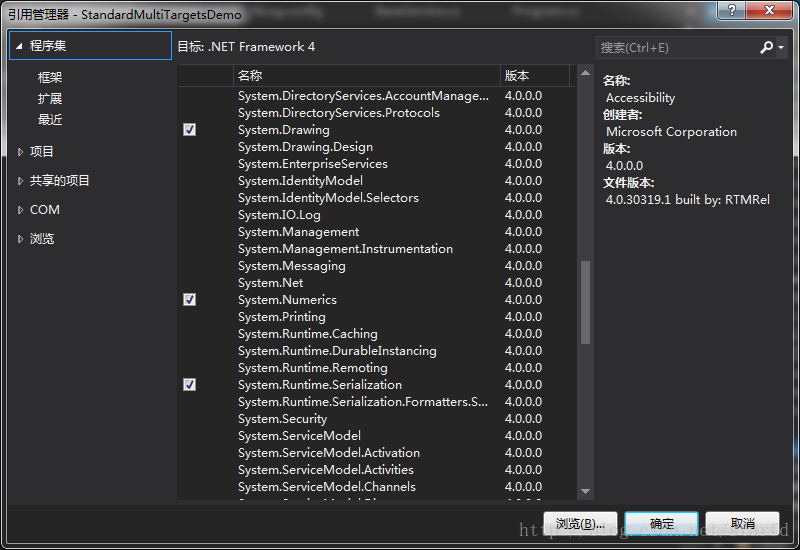 引用管理器 - StandardMultiTargetsDemo
程序集
框架
扩展
最近
项目
共享的项目
COM
浏览
目标: .NET Framework 4
搜索(Ctrl+E)
名称 版本
System.DirectoryServices.AccountManage... 4.0.0.0
System.DirectoryServices.Protocols 4.0.0.0
System.Drawing 4.0.0.0
System.Drawing.Design 4.0.0.0
System.EnterpriseServices 4.0.0.0
System.IdentityModel 4.0.0.0
System.IdentityModel.Selectors 4.0.0.0
System.IO.Log 4.0.0.0
System.Management 4.0.0.0
System.Management.Instrumentation 4.0.0.0
System.Messaging 4.0.0.0
System.Net 4.0.0.0
System.Numerics 4.0.0.0
System.Printing 4.0.0.0
System.Runtime.Caching 4.0.0.0
System.Runtime.DurableInstancing 4.0.0.0
System.Runtime.Remoting 4.0.0.0
System.Runtime.Serialization 4.0.0.0
System.Runtime.Serialization.Formatters.S... 4.0.0.0
System.Security 4.0.0.0
System.ServiceModel 4.0.0.0
System.ServiceModel.Activation 4.0.0.0
System.ServiceModel.Activities 4.0.0.0
System.ServiceModel.Channels 4.0.0.0
名称:
Accessibility
创建者:
Microsoft Corporation
版本:
4.0.0.0
文件版本:
4.0.30319.1 built by: RTMRel
浏览(B)... 确定 取消